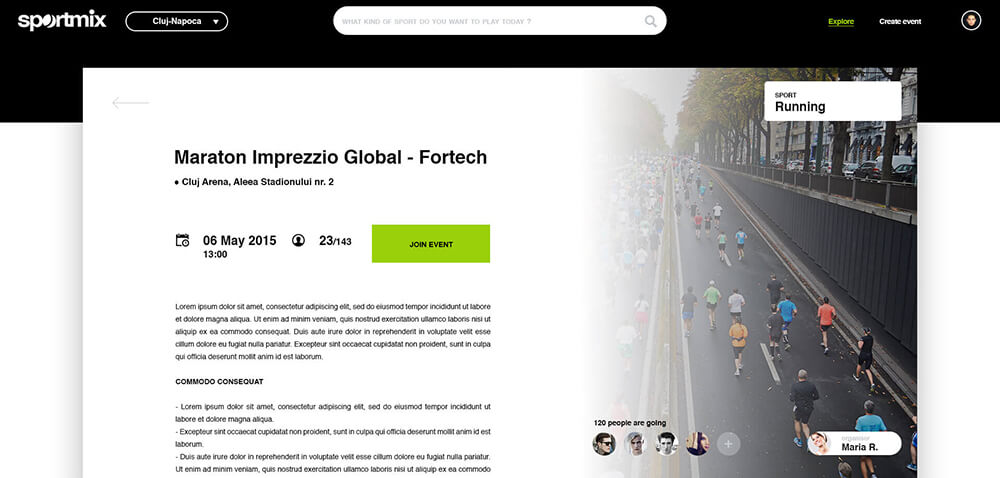 sportmix
Cluj-Napoca
WHAT KIND OF SPORT DO YOU WANT TO PLAY TODAY ?
Explore
Create event
SPORT
Running
Maraton Imprezzio Global - Fortech
• Cluj Arena, Aleea Stadionului nr. 2
06 May 2015
13:00
23/143
JOIN EVENT
Lorem ipsum dolor sit amet, consectetur adipiscing elit, sed do eiusmod tempor incididunt ut labore
et dolore magna aliqua. Ut enim ad minim veniam, quis nostrud exercitation ullamco laboris nisi ut
aliquip ex ea commodo consequat. Duis aute irure dolor in reprehenderit in voluptate velit esse
cillum dolore eu fugiat nulla pariatur. Excepteur sint occaecat cupidatat non proident, sunt in culpa
qui officia deserunt mollit anim id est laborum.
COMMODO CONSEQUAT
- Lorem ipsum dolor sit amet, consectetur adipiscing elit, sed do eiusmod tempor incididunt ut
labore et dolore magna aliqua.
- Excepteur sint occaecat cupidatat non proident, sunt in culpa qui officia deserunt mollit anim id est
laborum.
- Duis aute irure dolor in reprehenderit in voluptate velit esse cillum dolore eu fugiat nulla pariatur.
Ut enim ad minim veniam, quis nostrud exercitation ullamco laboris nisi ut aliquip ex ea commodo
120 people are going
+
organiser
Maria R.